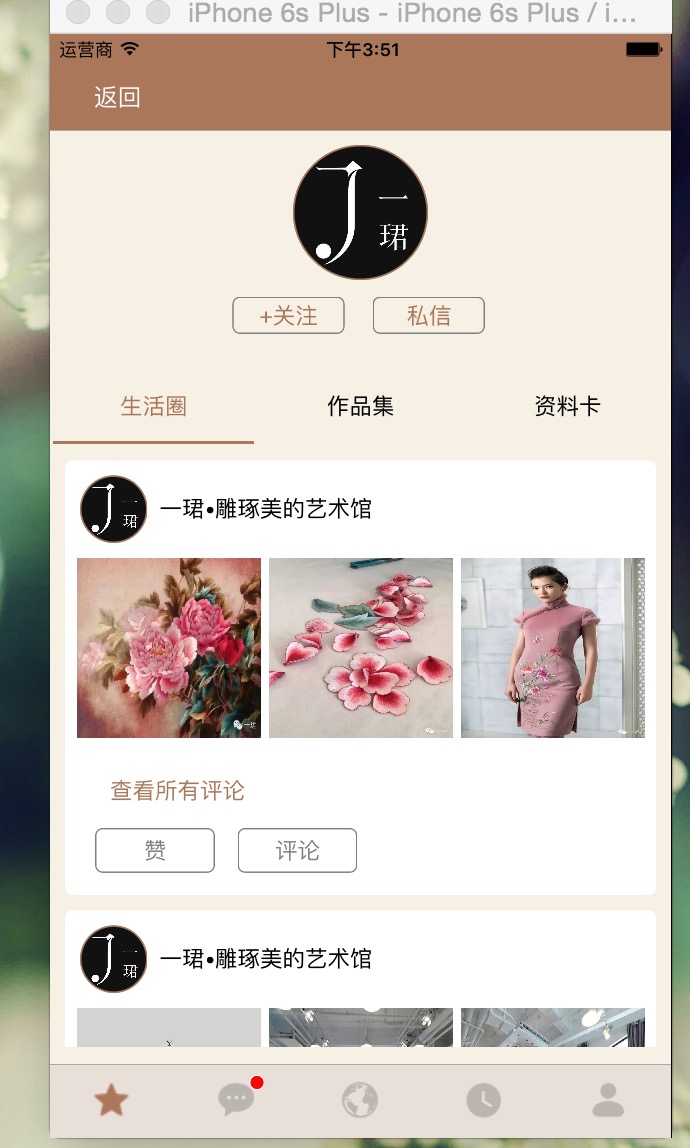 iPhone 6s Plus - iPhone 6s Plus / i...
运营商 下午3:51
返回
一
珺
+关注 私信
生活圈 作品集 资料卡
一
珺
一珺•雕琢美的艺术馆
一珺
查看所有评论
赞 评论
一
珺
一珺•雕琢美的艺术馆